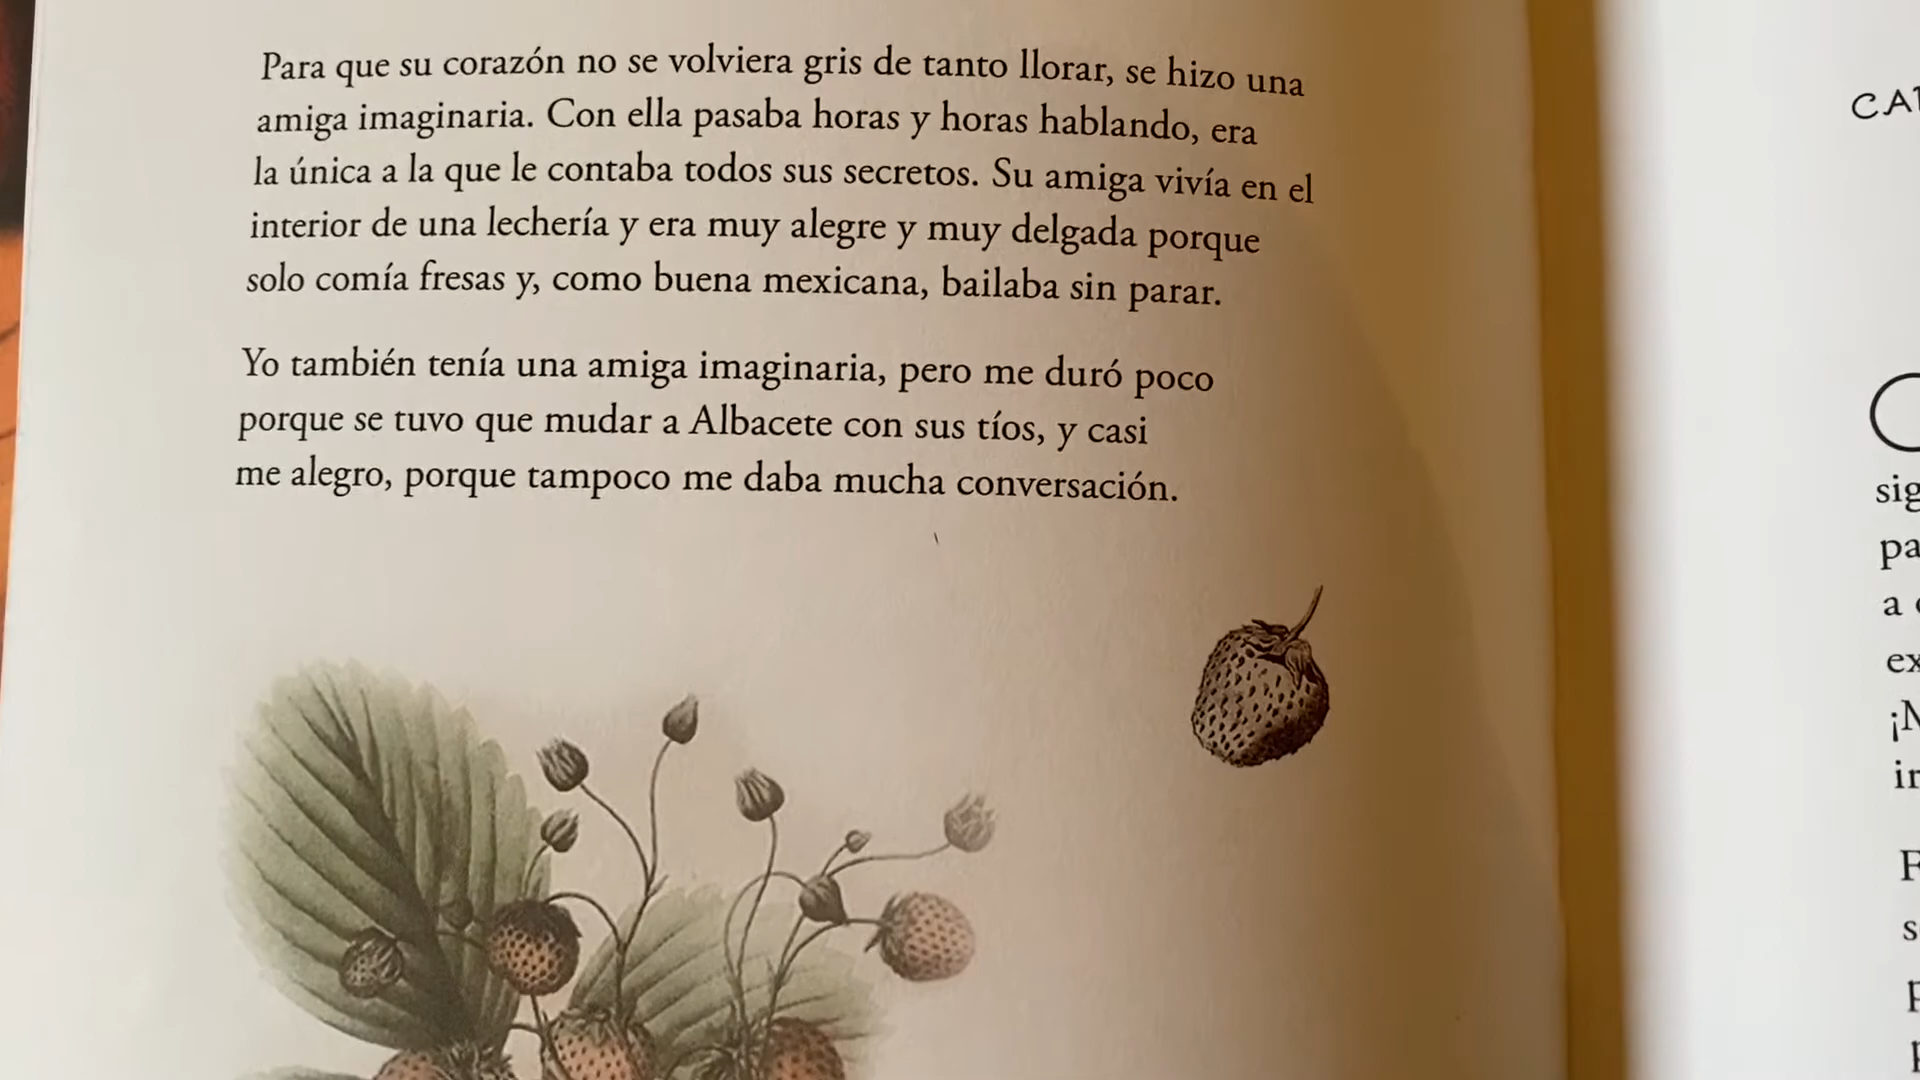 Para que su corazón no se volviera gris de tanto llorar, se hizo una
amiga imaginaria. Con ella pasaba horas y horas hablando, era
la única a la que le contaba todos sus secretos. Su amiga vivía en el
interior de una lechería y era muy alegre y muy delgada porque
solo comía fresas y, como buena mexicana, bailaba sin parar.
Yo también tenía una amiga imaginaria, pero me duró poco
porque se tuvo que mudar a Albacete con sus tíos, y casi
me alegro, porque tampoco me daba mucha conversación.